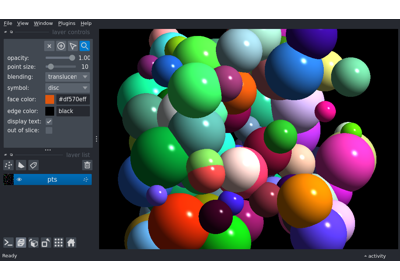 File View Window Plugins Help
layer controls
opacity: 1.00
point size: 10
blending: translucen
symbol: disc
face color: #df570eff
edge color: black
display text:
out of slice:
layer list
pts
Ready
activity